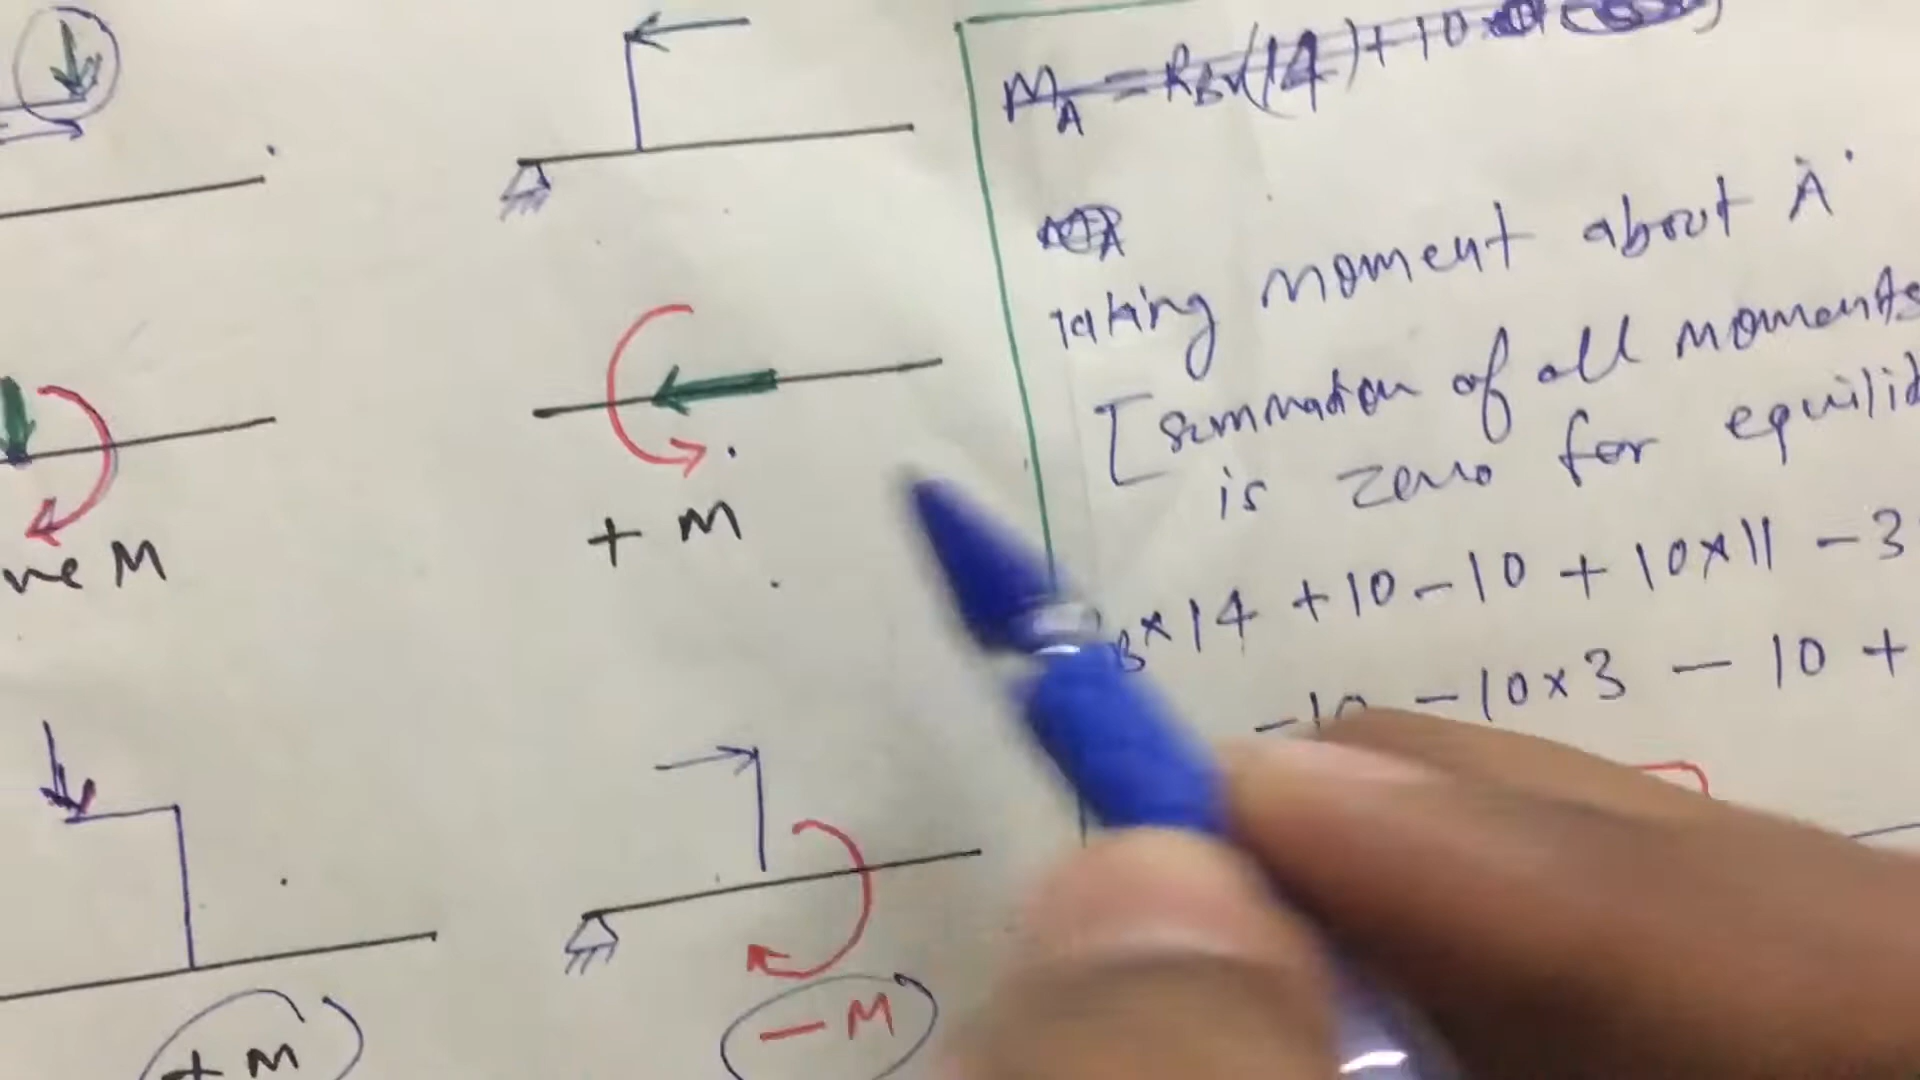 M_A = R_BV(14) + 10
Taking moment about A
[Summation of all moments
is zero for
B × 14 + 10 - 10 + 10 × 11 - 3
- 10 - 10 × 3 - 10 +
+ M
ve M
+ M
- M